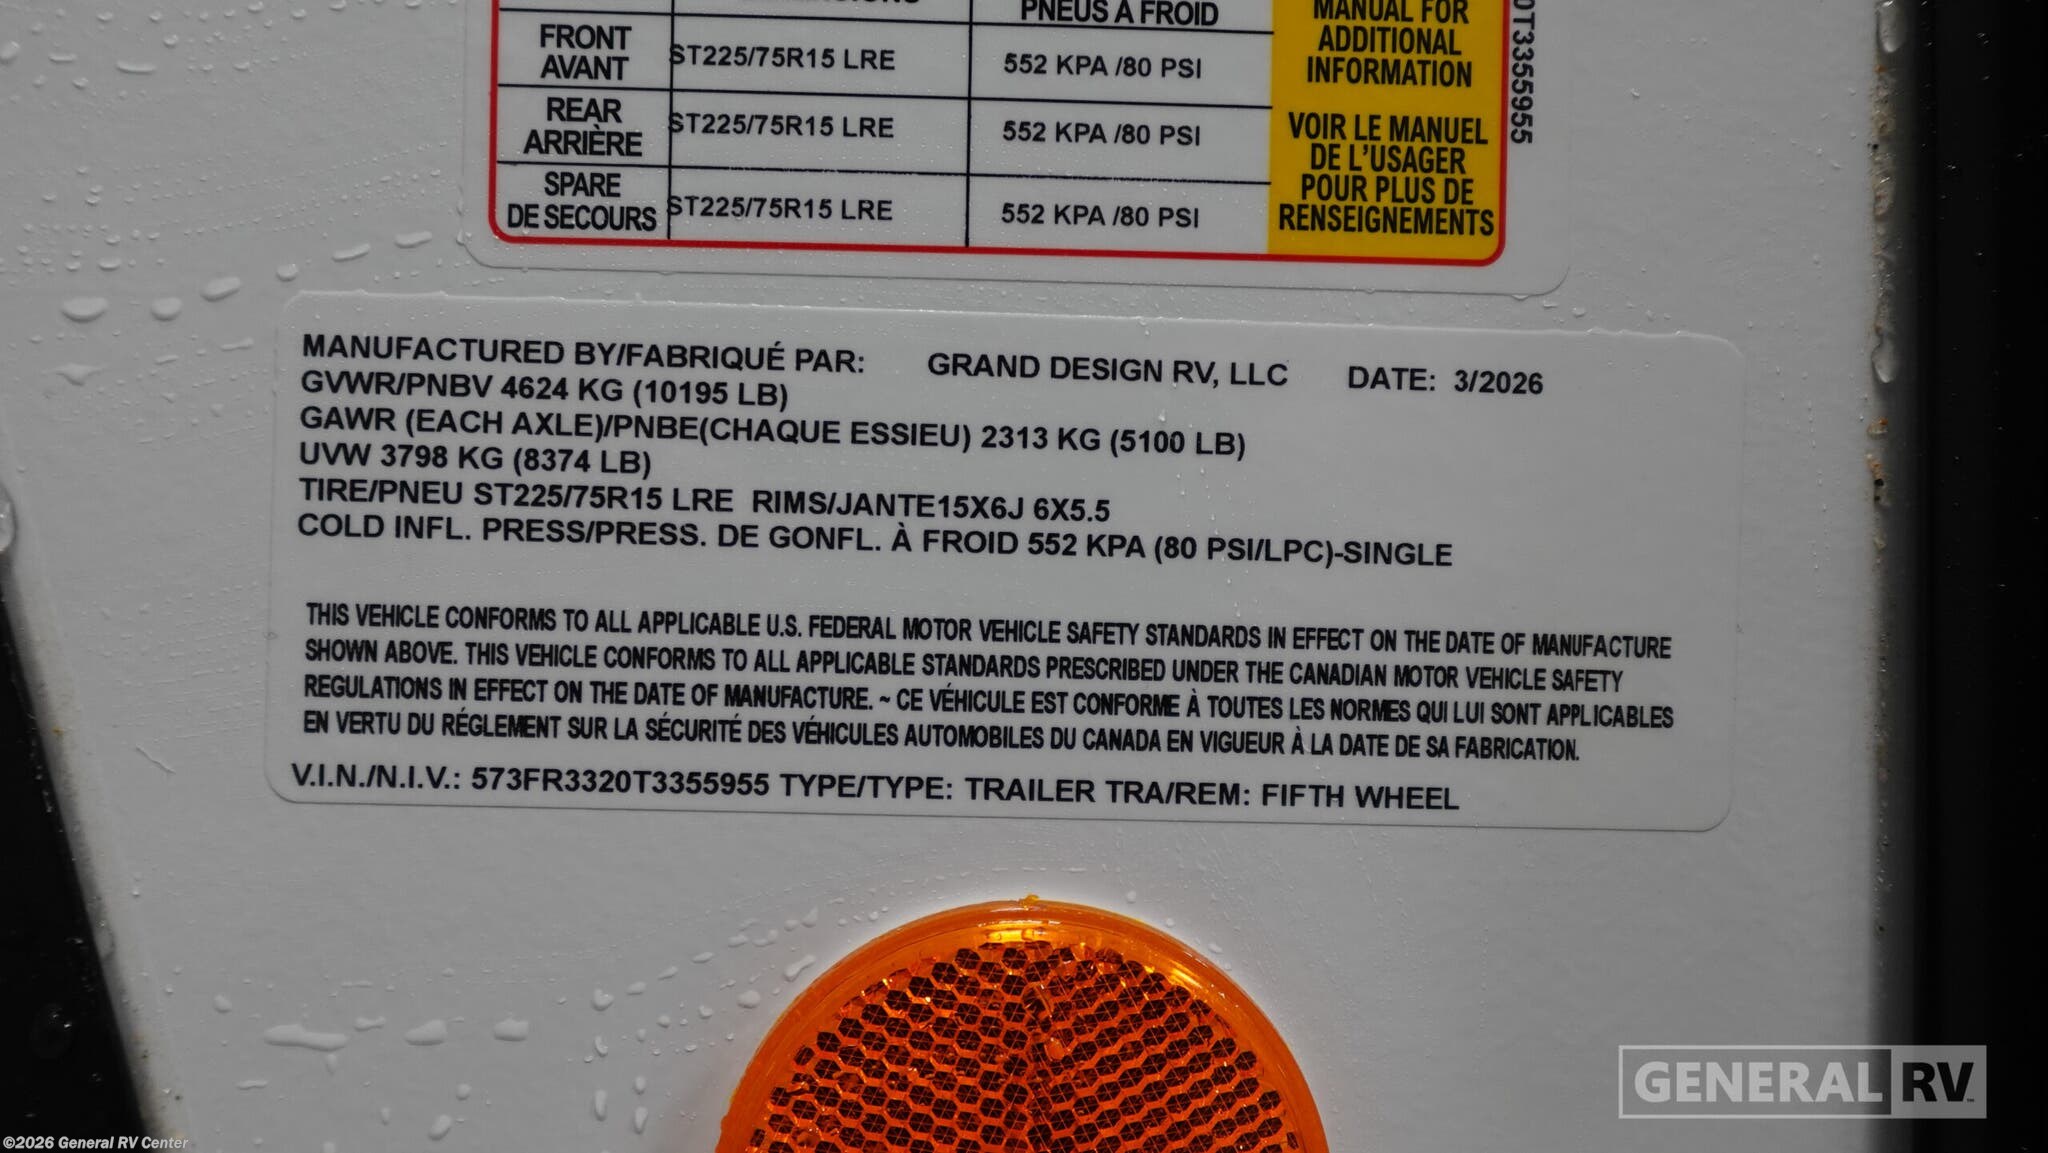 PNEUS A FROID
MANUAL FOR
ADDITIONAL
INFORMATION
FRONT
AVANT
ST225/75R15 LRE
552 KPA /80 PSI
REAR
ARRIÈRE
ST225/75R15 LRE
552 KPA /80 PSI
VOIR LE MANUEL
DE L'USAGER
POUR PLUS DE
RENSEIGNEMENTS
SPARE
DE SECOURS
ST225/75R15 LRE
552 KPA /80 PSI
0T3355955
MANUFACTURED BY/FABRIQUÉ PAR: GRAND DESIGN RV, LLC DATE: 3/2026
GVWR/PNBV 4624 KG (10195 LB)
GAWR (EACH AXLE)/PNBE(CHAQUE ESSIEU) 2313 KG (5100 LB)
UVW 3798 KG (8374 LB)
TIRE/PNEU ST225/75R15 LRE RIMS/JANTE15X6J 6X5.5
COLD INFL. PRESS/PRESS. DE GONFL. À FROID 552 KPA (80 PSI/LPC)-SINGLE
THIS VEHICLE CONFORMS TO ALL APPLICABLE U.S. FEDERAL MOTOR VEHICLE SAFETY STANDARDS IN EFFECT ON THE DATE OF MANUFACTURE
SHOWN ABOVE. THIS VEHICLE CONFORMS TO ALL APPLICABLE STANDARDS PRESCRIBED UNDER THE CANADIAN MOTOR VEHICLE SAFETY
REGULATIONS IN EFFECT ON THE DATE OF MANUFACTURE. ~ CE VÉHICULE EST CONFORME À TOUTES LES NORMES QUI LUI SONT APPLICABLES
EN VERTU DU RÉGLEMENT SUR LA SÉCURITÉ DES VÉHICULES AUTOMOBILES DU CANADA EN VIGUEUR À LA DATE DE SA FABRICATION.
V.I.N./N.I.V.: 573FR3320T3355955 TYPE/TYPE: TRAILER TRA/REM: FIFTH WHEEL
GENERAL RV
©2026 General RV Center